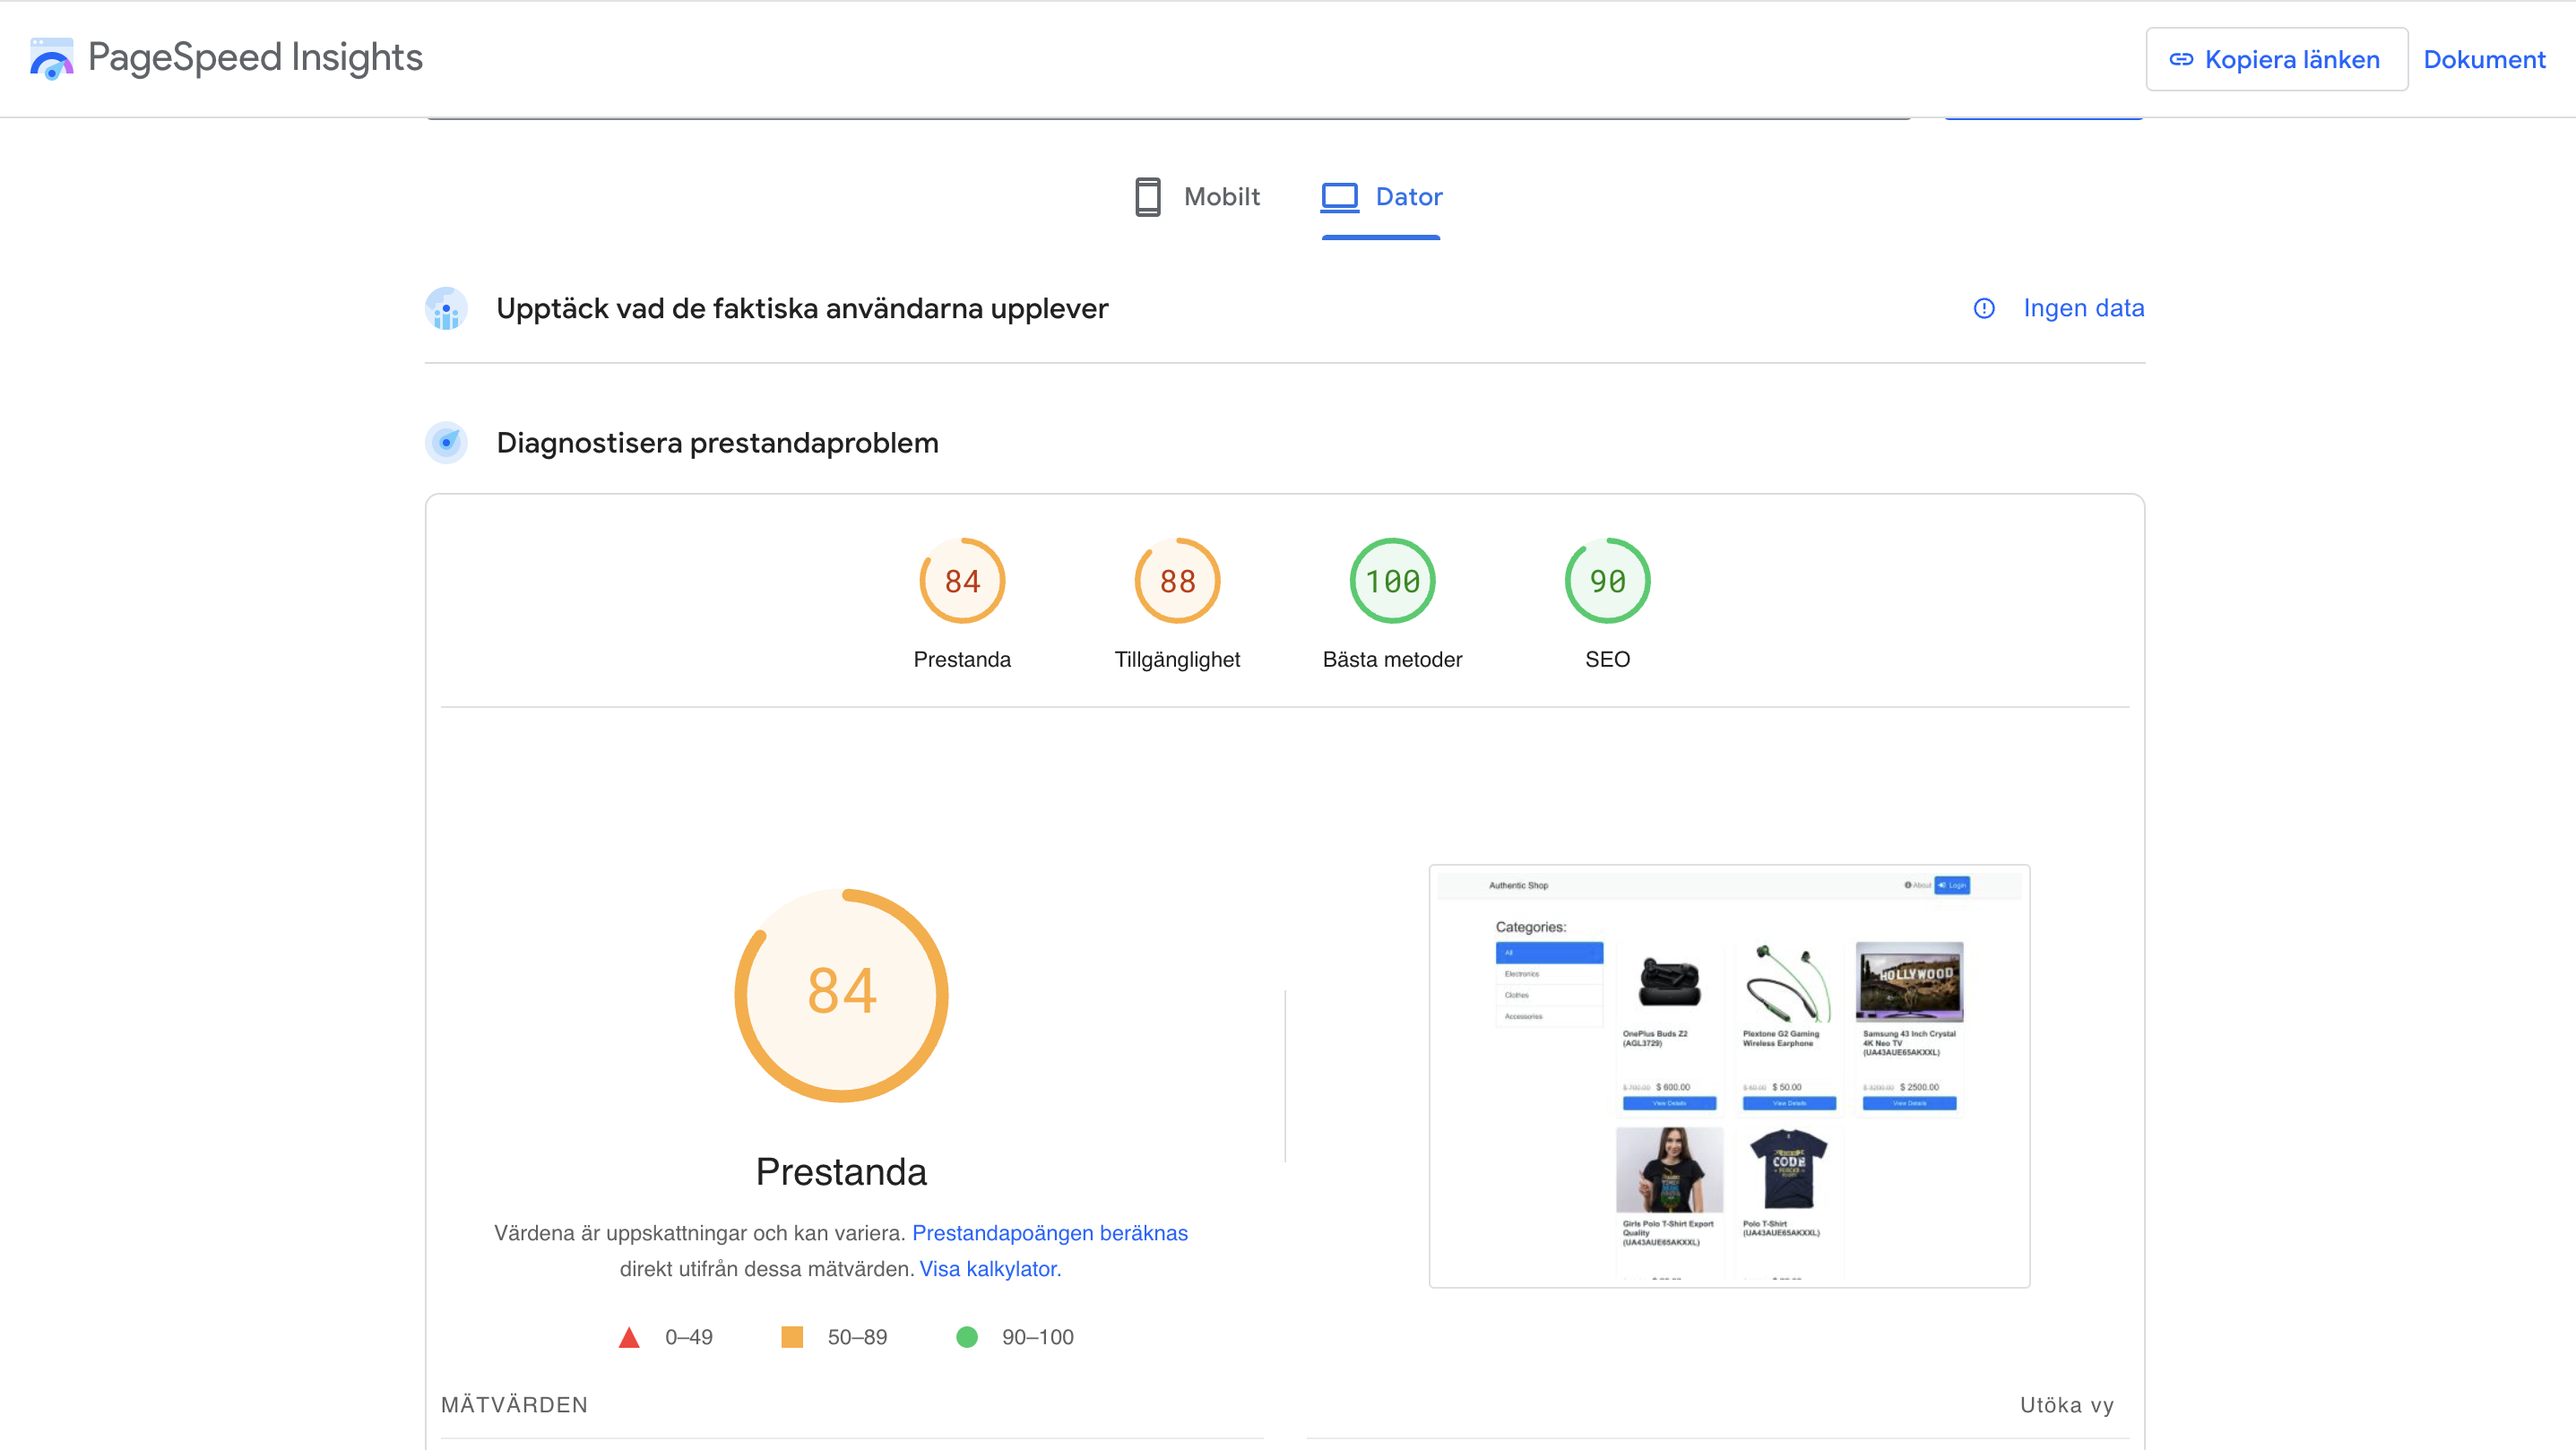 PageSpeed Insights
Kopiera länken
Dokument
Mobilt
Dator
Upptäck vad de faktiska användarna upplever
Ingen data
Diagnostisera prestandaproblem
84
88
100
90
Prestanda
Tillgänglighet
Bästa metoder
SEO
84
Prestanda
Värdena är uppskattningar och kan variera. Prestandapoängen beräknas
direkt utifrån dessa mätvärden. Visa kalkylator.
0–49
50–89
90–100
Authentic Shop
About
Login
Categories:
All
Electronics
Clothes
Accessories
HOLLYWOOD
OnePlus Buds Z2
(AGL3729)
Plextone G2 Gaming
Wireless Earphone
Samsung 43 Inch Crystal
4K Neo TV
(UA43AUE65AKXXL)
$ 700.00 $ 600.00
$ 60.00 $ 50.00
$ 3200.00 $ 2500.00
View Details
View Details
View Details
CODE
Girls Polo T-Shirt Export
Quality
(UA43AUE65AKXXL)
Polo T-Shirt
(UA43AUE65AKXXL)
MÄTVÄRDEN
Utöka vy